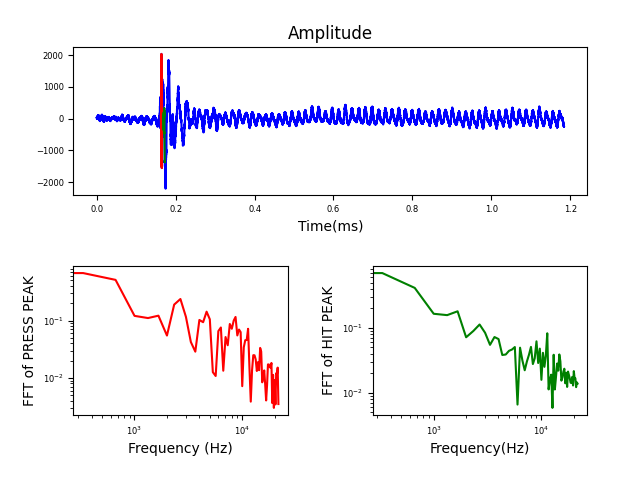 Amplitude
2000
1000
0
−1000
−2000
0.0 0.2 0.4 0.6 0.8 1.0 1.2
Time(ms)
FFT of PRESS PEAK
10⁻¹
10⁻²
10³ 10⁴
Frequency (Hz)
FFT of HIT PEAK
10⁻¹
10⁻²
10³ 10⁴
Frequency(Hz)